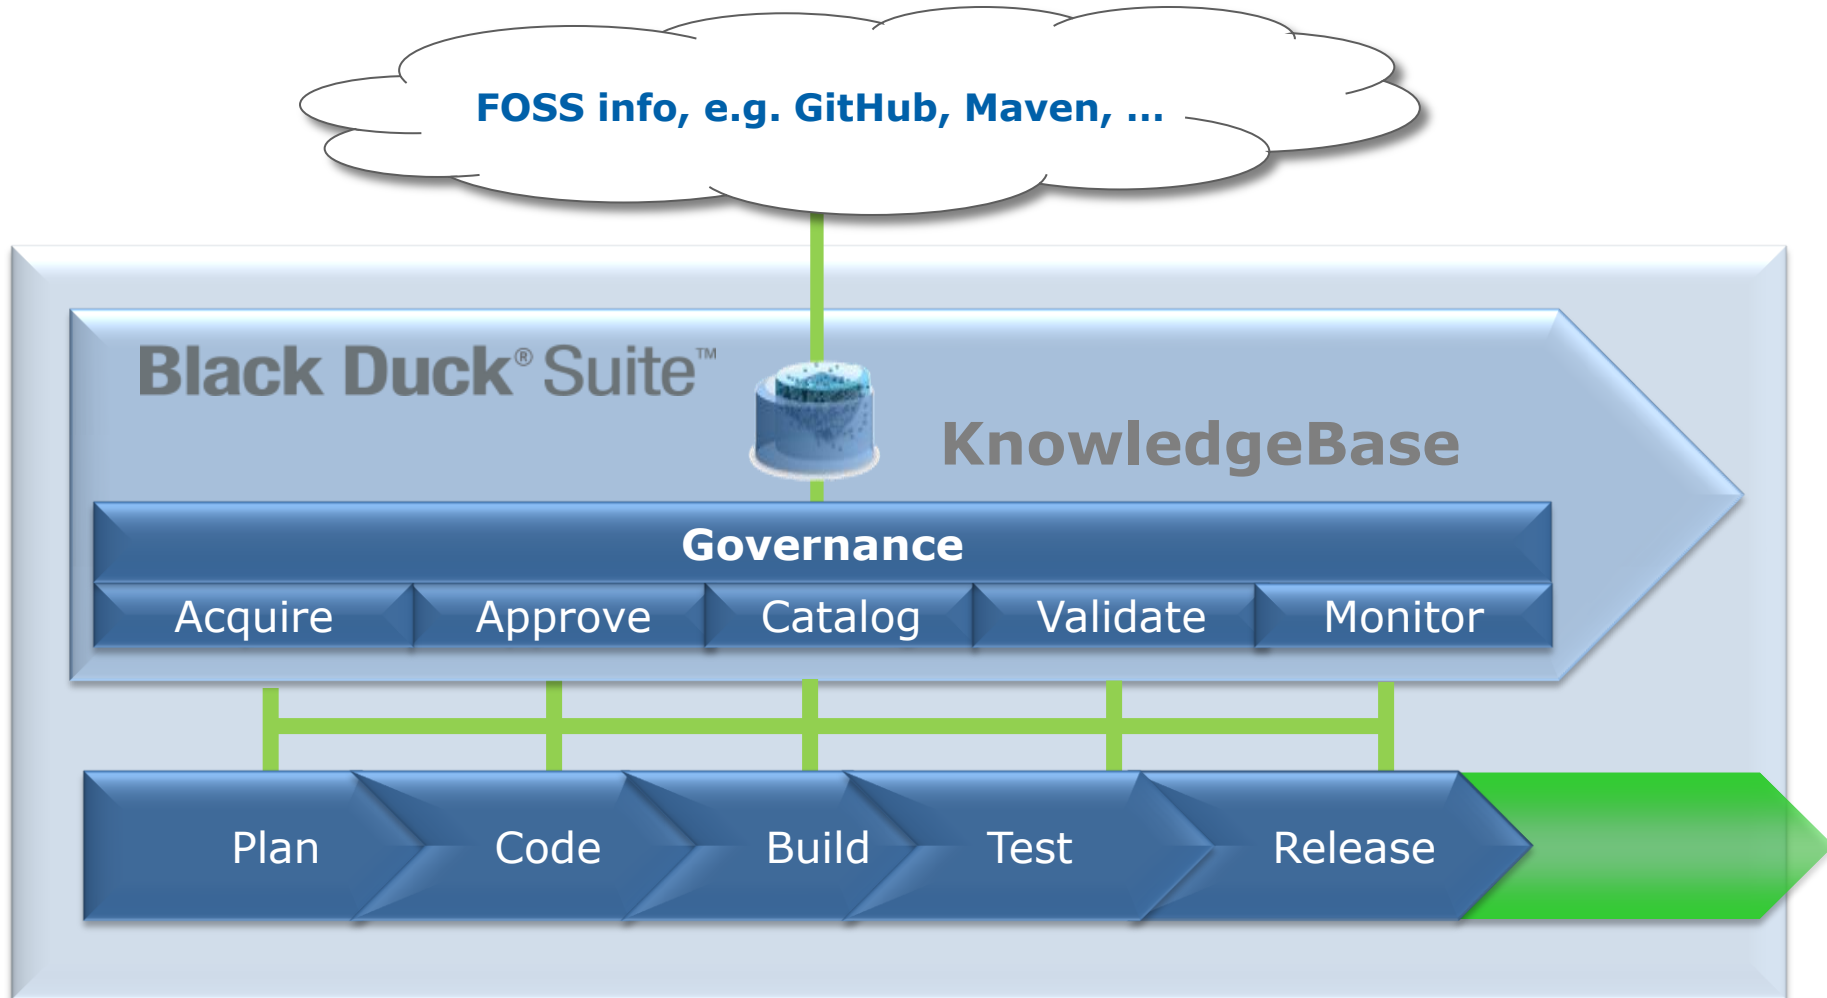 FOSS info, e.g. GitHub, Maven, ...
Black Duck® Suite™
KnowledgeBase
Governance
Acquire Approve Catalog Validate Monitor
Plan Code Build Test Release